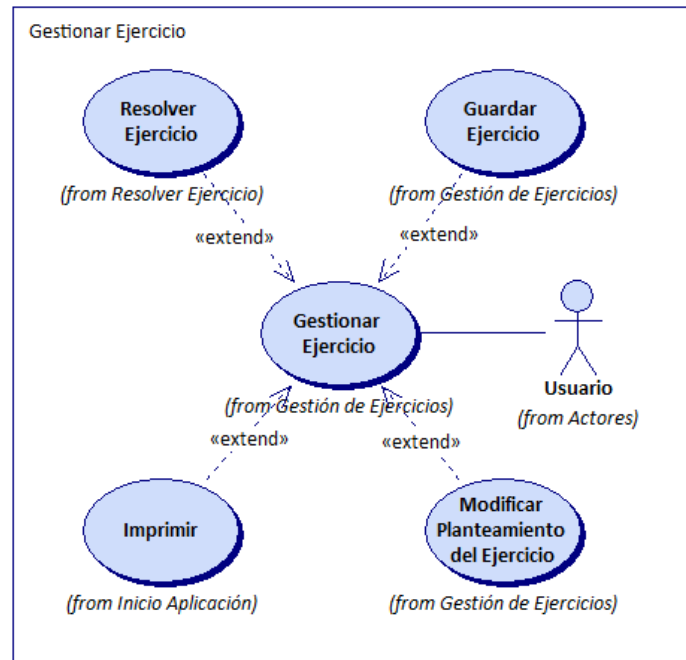 Gestionar Ejercicio
Resolver
Ejercicio
(from Resolver Ejercicio)
Guardar
Ejercicio
(from Gestión de Ejercicios)
«extend»
«extend»
Gestionar
Ejercicio
(from Gestión de Ejercicios)
Usuario
(from Actores)
«extend»
«extend»
Imprimir
(from Inicio Aplicación)
Modificar
Planteamiento
del Ejercicio
(from Gestión de Ejercicios)